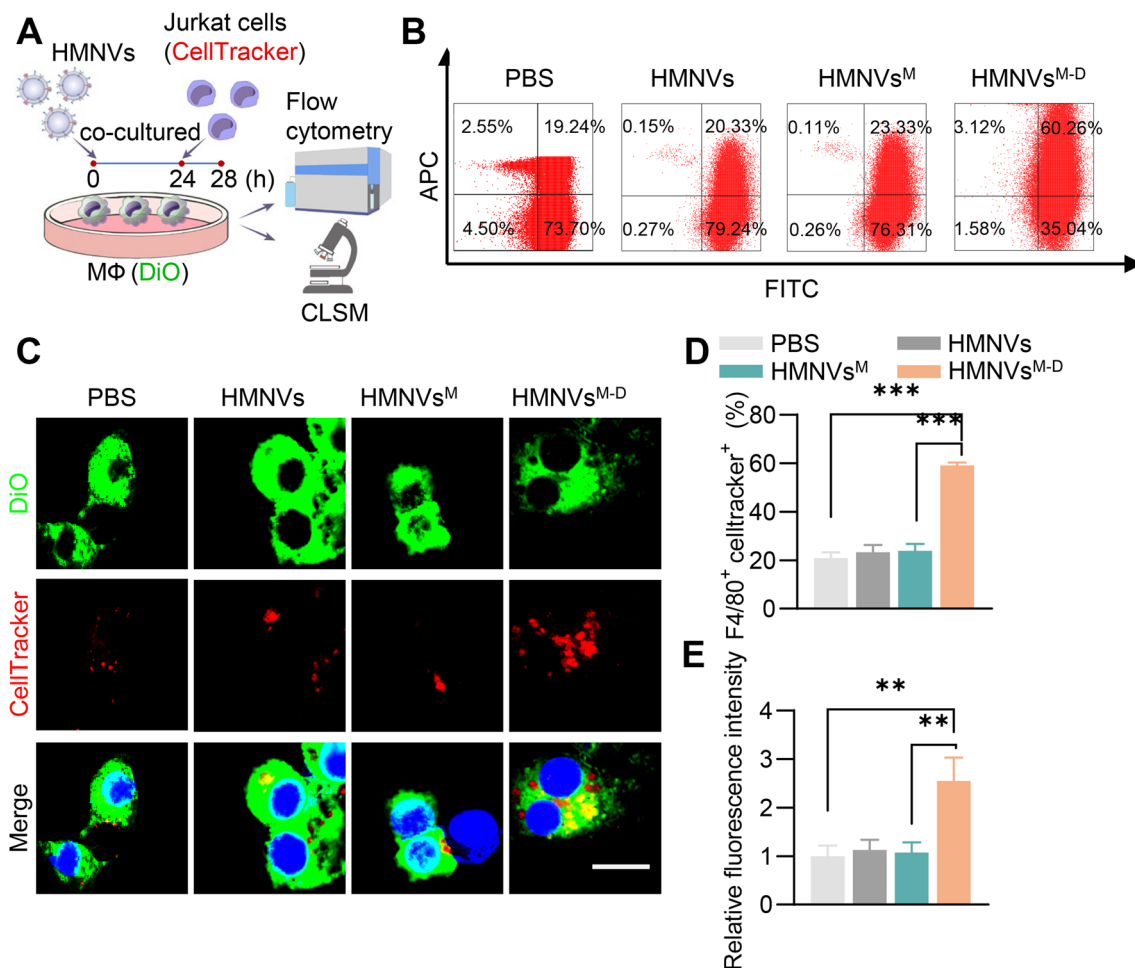 A
HMNVs
Jurkat cells
(CellTracker)
co-cultured
0 24 28 (h)
MΦ (DiO)
Flow
cytometry
CLSM
B
PBS HMNVs HMNVsM HMNVsM-D
2.55% 19.24% 0.15% 20.33% 0.11% 23.33% 3.12% 60.26%
4.50% 73.70% 0.27% 79.24% 0.26% 76.31% 1.58% 35.04%
APC
FITC
C
PBS HMNVs HMNVsM HMNVsM-D
DiO
CellTracker
Merge
D
PBS HMNVs
HMNVsM HMNVsM-D
F4/80+ celltracker+ (%)
80
60
40
20
0
***
***
E
Relative fluorescence intensity
4
3
2
1
0
**
**